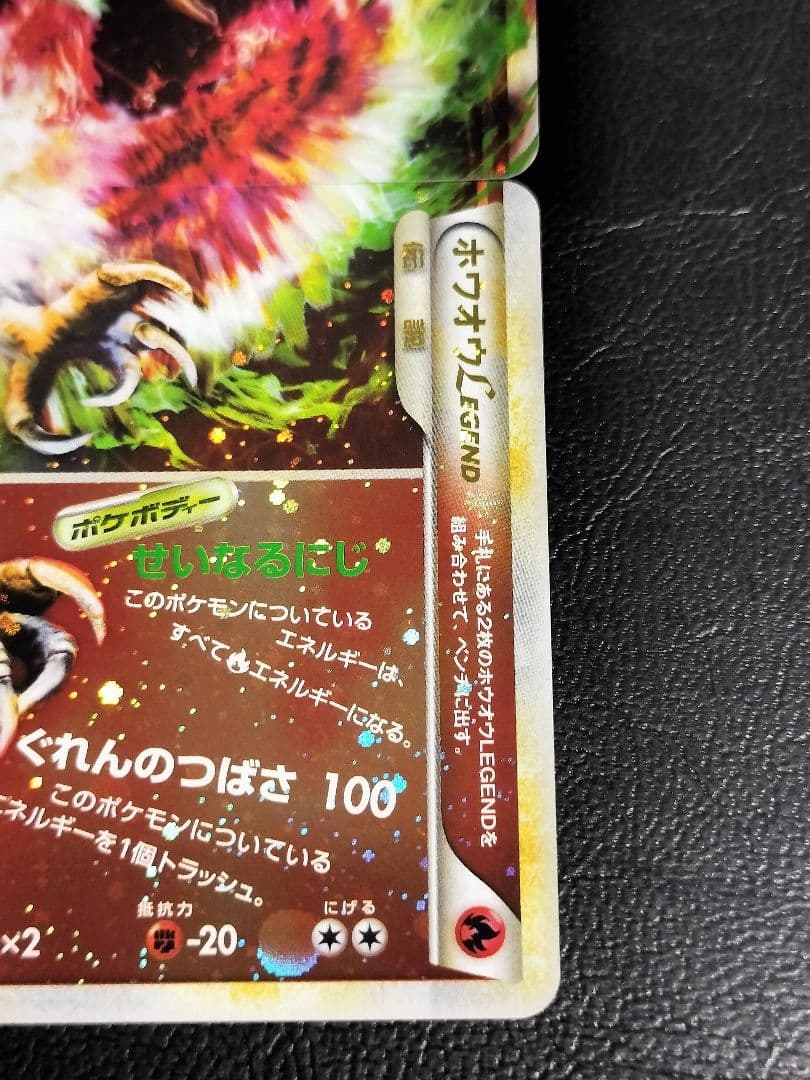 伝説
ホウオウLEGEND
手札にある2枚のホウオウLEGENDを
組み合わせて、ベンチに出す。
ポケボディー
せいなるにじ
このポケモンについている
エネルギーは、
すべてエネルギーになる。
ぐれんのつばさ 100
このポケモンについている
エネルギーを1個トラッシュ。
×2
抵抗力
-20
にげる